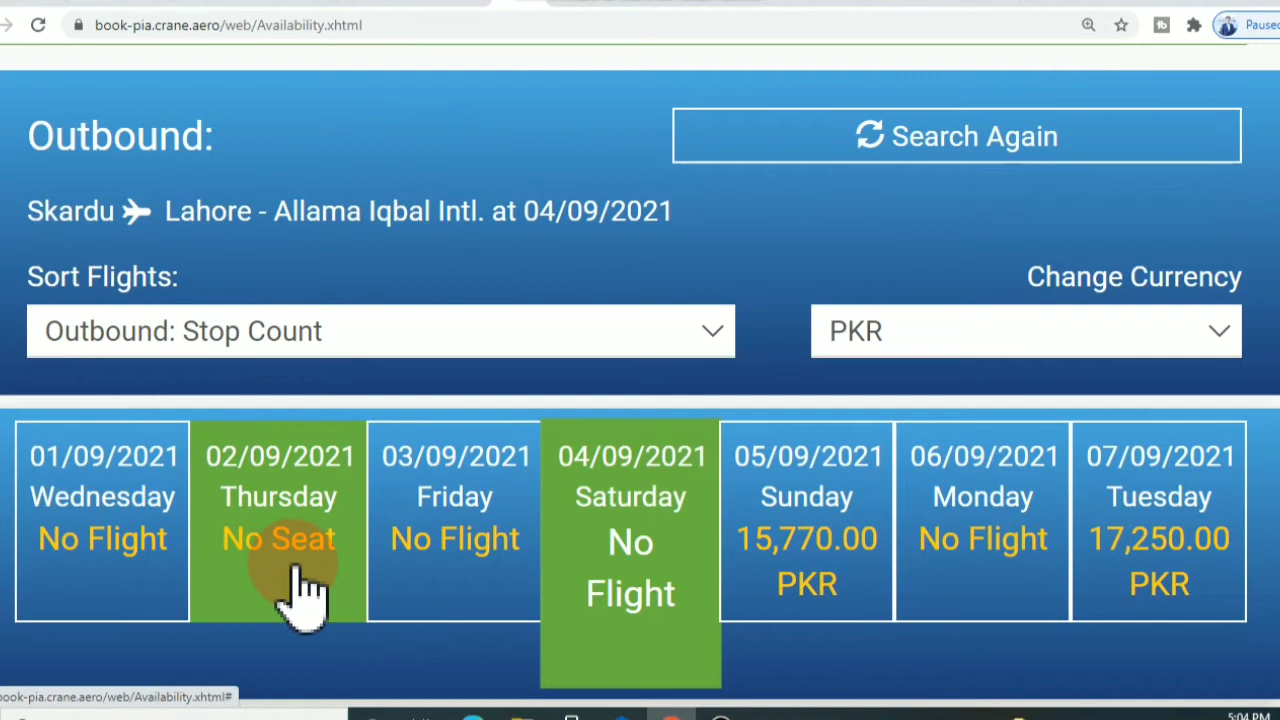 book-pia.crane.aero/web/Availability.xhtml
Paused
Outbound:
Search Again
Skardu Lahore - Allama Iqbal Intl. at 04/09/2021
Sort Flights:
Change Currency
Outbound: Stop Count
PKR
01/09/2021
Wednesday
No Flight
02/09/2021
Thursday
No Seat
03/09/2021
Friday
No Flight
04/09/2021
Saturday
No
Flight
05/09/2021
Sunday
15,770.00
PKR
06/09/2021
Monday
No Flight
07/09/2021
Tuesday
17,250.00
PKR
book-pia.crane.aero/web/Availability.xhtml#
5:04 PM